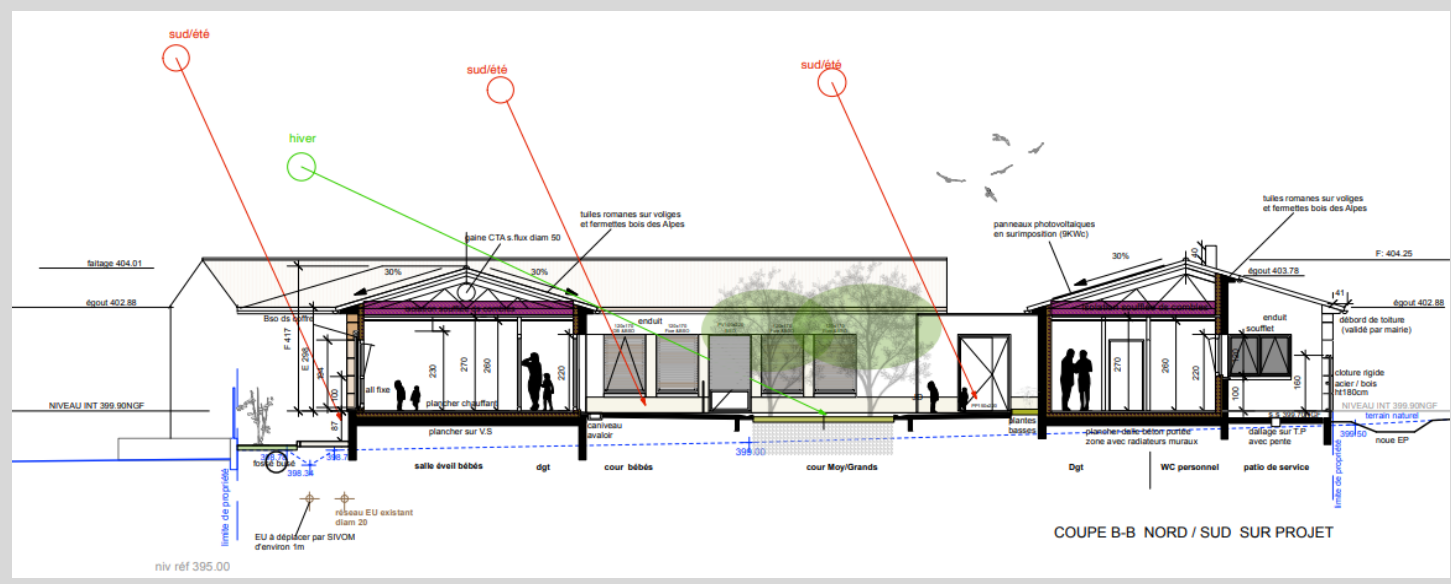 sud/été
sud/été
sud/été
hiver
tuiles romanes sur voliges
et fermettes bois des Alpes
gaine CTA s.flux diam 50
panneaux photovoltaiques
en surimposition (9KWc)
tuiles romanes sur voliges
et fermettes bois des Alpes
faitage 404.01
30%
30%
30%
40
F: 404.25
égout 403.78
égout 402.88
41
égout 402.88
Bso ds coffre
F 417
E 298
enduit
120x170
120x170
enduit
soufflet
débord de toiture
(validé par mairie)
230
270
260
220
270
260
220
100
160
100
all fixe
cloture rigide
acier / bois
ht180cm
plancher chauffant
NIVEAU INT 399.90NGF
NIVEAU INT 399.90NGF
87
terrain naturel
plancher sur V.S
caniveau
avaloir
plantes
basses
plancher dalle béton portée
zone avec radiateurs muraux
dallage sur T.P
avec pente
399.50
noue EP
fossé busé
398.34
399.00
salle éveil bébés
dgt
cour bébés
cour Moy/Grands
Dgt
WC personnel
patio de service
limite de propriété
limite de propriété
réseau EU existant
diam 20
EU à déplacer par SIVOM
d'environ 1m
COUPE B-B NORD / SUD SUR PROJET
niv réf 395.00